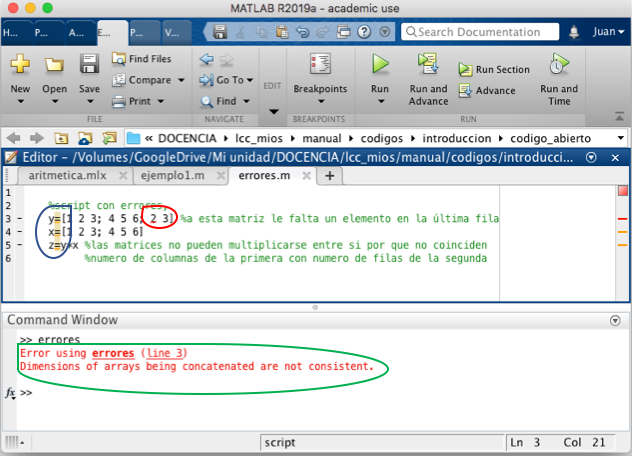 MATLAB R2019a - academic use
H... P... A... E... P... V... Search Documentation Juan
New Open Save Find Files Compare Print
Go To Find
EDIT
Breakpoints
Run Run and Advance Run Section Advance Run and Time
FILE NAVIGATE BREAKPOINTS RUN
« DOCENCIA › lcc_mios › manual › codigos › introduccion › codigo_abierto
Editor - /Volumes/GoogleDrive/Mi unidad/DOCENCIA/lcc_mios/manual/codigos/introducci...
aritmetica.mlx × ejemplo1.m × errores.m × +
1
2 %script con errores,
3 - y=[1 2 3; 4 5 6; 2 3] %a esta matriz le falta un elemento en la última fila
4 - x=[1 2 3; 4 5 6]
5 - z=y*x %las matrices no pueden multiplicarse entre si por que no coinciden
6 %numero de columnas de la primera con numero de filas de la segunda
Command Window
>> errores
Error using errores (line 3)
Dimensions of arrays being concatenated are not consistent.
fx >>
script Ln 3 Col 21